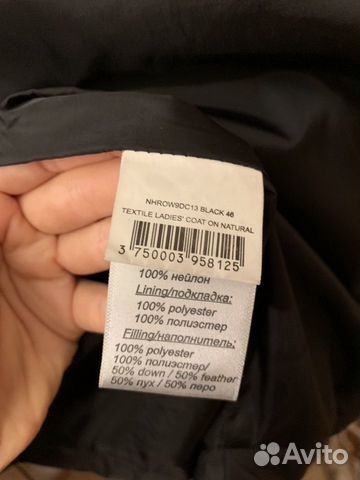 NHROW9DC13 BLACK 46
TEXTILE LADIES' COAT ON NATURAL
3 750003 958125
100% нейлон
Lining/подкладка:
100% polyester
100% полиэстер
Filling/наполнитель:
100% polyester
100% полиэстер/
50% down / 50% feather
50% пух / 50% перо
Avito